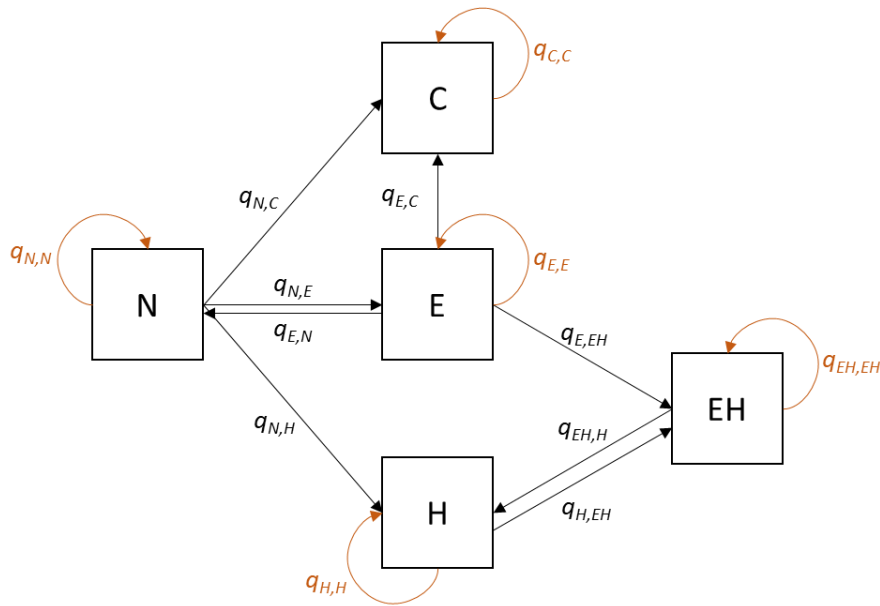 C
q_{C,C}
q_{N,C}
q_{E,C}
q_{N,N}
N
q_{N,E}
q_{E,N}
E
q_{E,E}
q_{E,EH}
q_{N,H}
q_{EH,H}
q_{H,EH}
EH
q_{EH,EH}
H
q_{H,H}